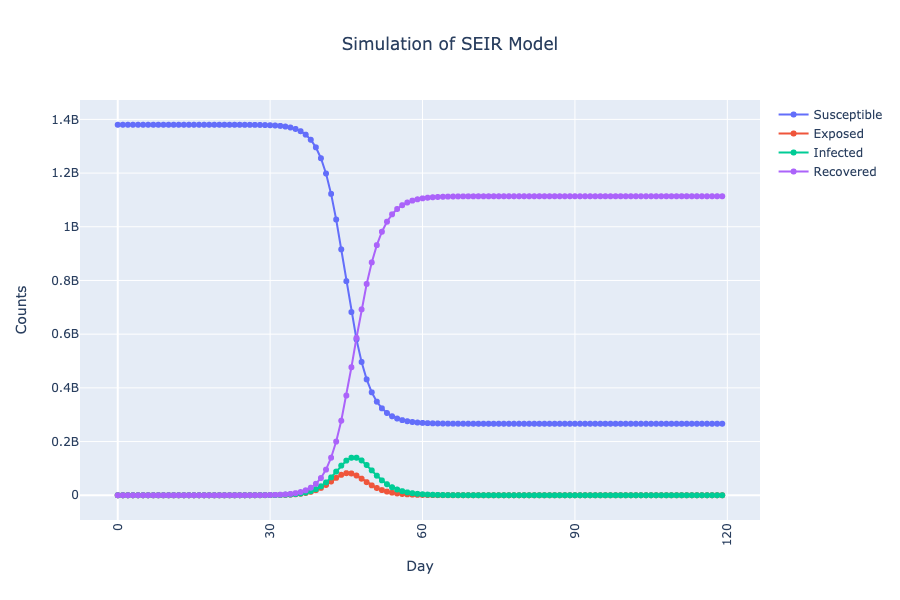 Simulation of SEIR Model
Susceptible
Exposed
Infected
Recovered
1.4B
1.2B
1B
0.8B
0.6B
0.4B
0.2B
0
Counts
0
30
60
90
120
Day